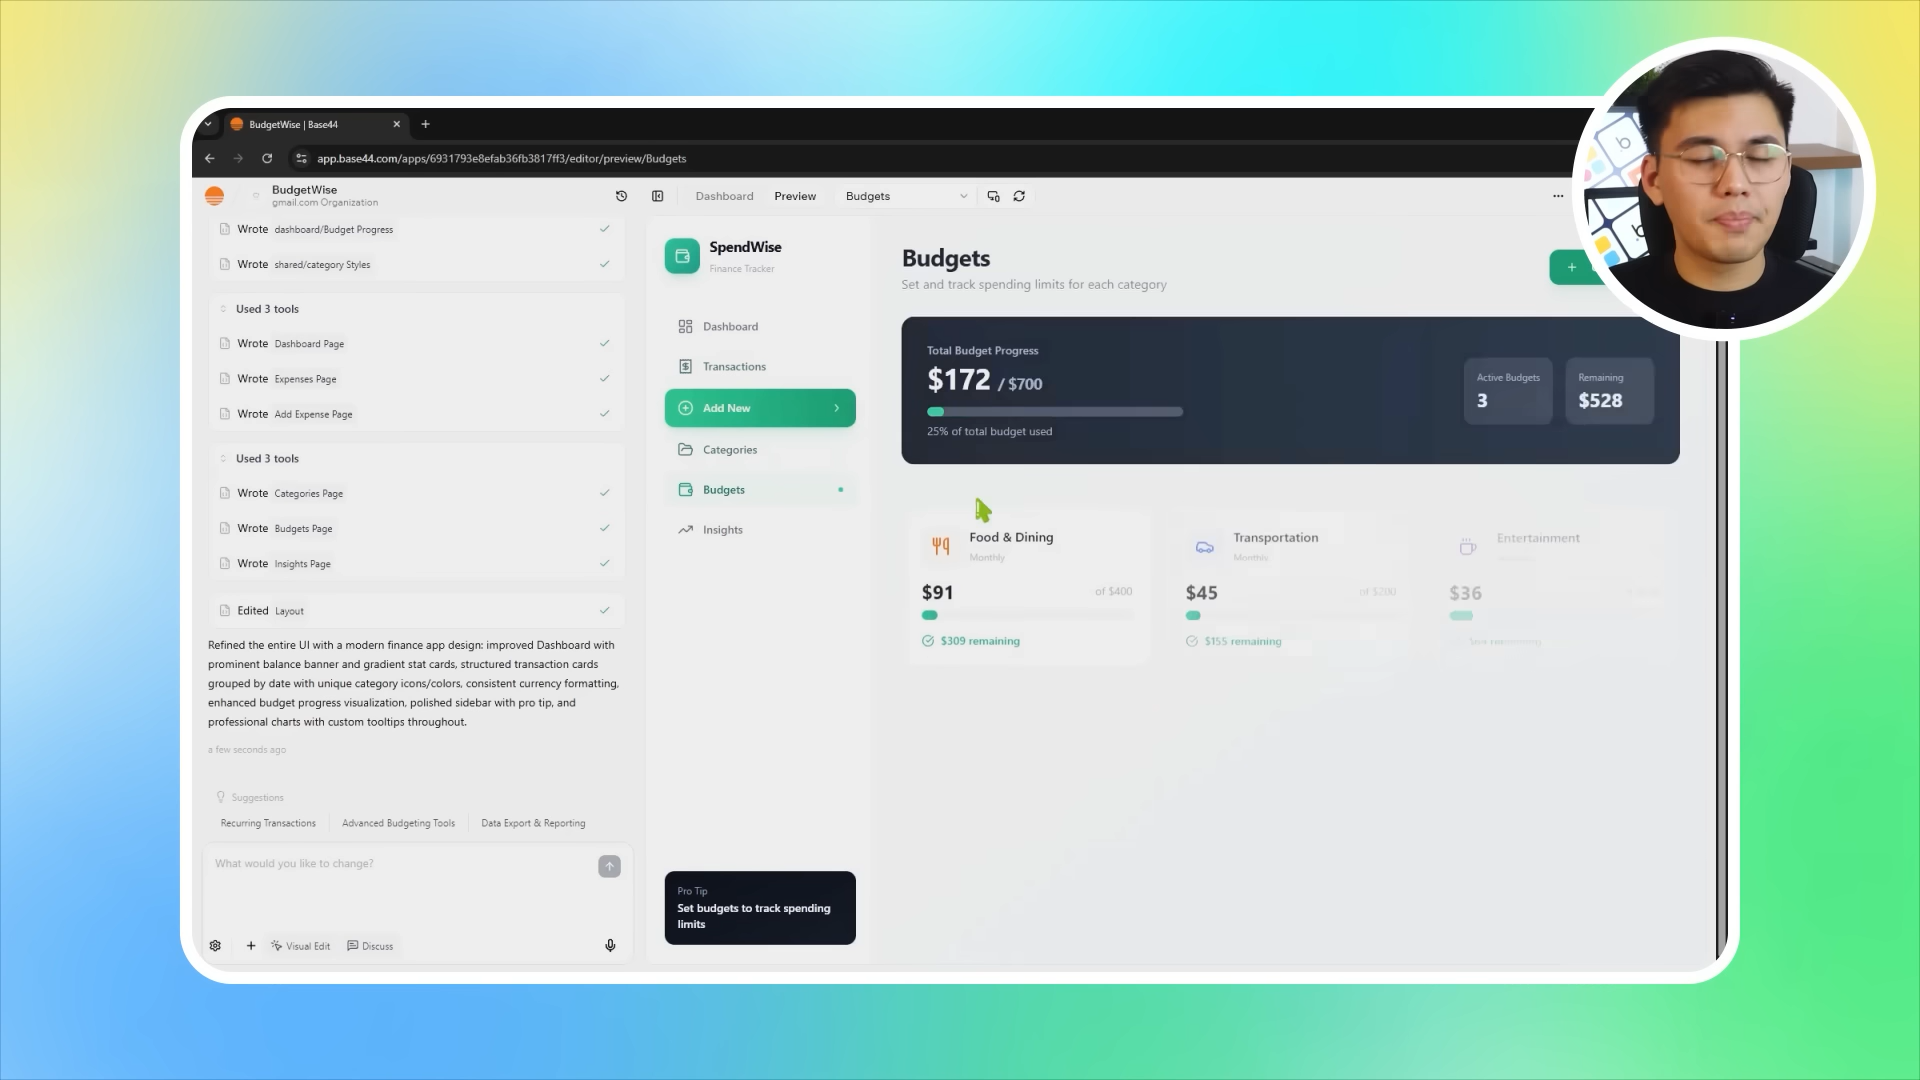 BudgetWise | Base44
app.base44.com/apps/6931793e8efab36fb3817ff3/editor/preview/Budgets
BudgetWise
gmail.com Organization
Dashboard
Preview
Budgets
Wrote dashboard/Budget Progress
Wrote shared/category Styles
Used 3 tools
Wrote Dashboard Page
Wrote Expenses Page
Wrote Add Expense Page
Used 3 tools
Wrote Categories Page
Wrote Budgets Page
Wrote Insights Page
Edited Layout
Refined the entire UI with a modern finance app design: improved Dashboard with
prominent balance banner and gradient stat cards, structured transaction cards
grouped by date with unique category icons/colors, consistent currency formatting,
enhanced budget progress visualization, polished sidebar with pro tip, and
professional charts with custom tooltips throughout.
a few seconds ago
Suggestions
Recurring Transactions
Advanced Budgeting Tools
Data Export & Reporting
What would you like to change?
Visual Edit
Discuss
SpendWise
Finance Tracker
Dashboard
Transactions
Add New
Categories
Budgets
Insights
Pro Tip
Set budgets to track spending
limits
Budgets
Set and track spending limits for each category
Total Budget Progress
$172 / $700
25% of total budget used
Active Budgets
3
Remaining
$528
Food & Dining
Monthly
$91
of $400
$309 remaining
Transportation
Monthly
$45
of $200
$155 remaining
Entertainment
$36
remaining